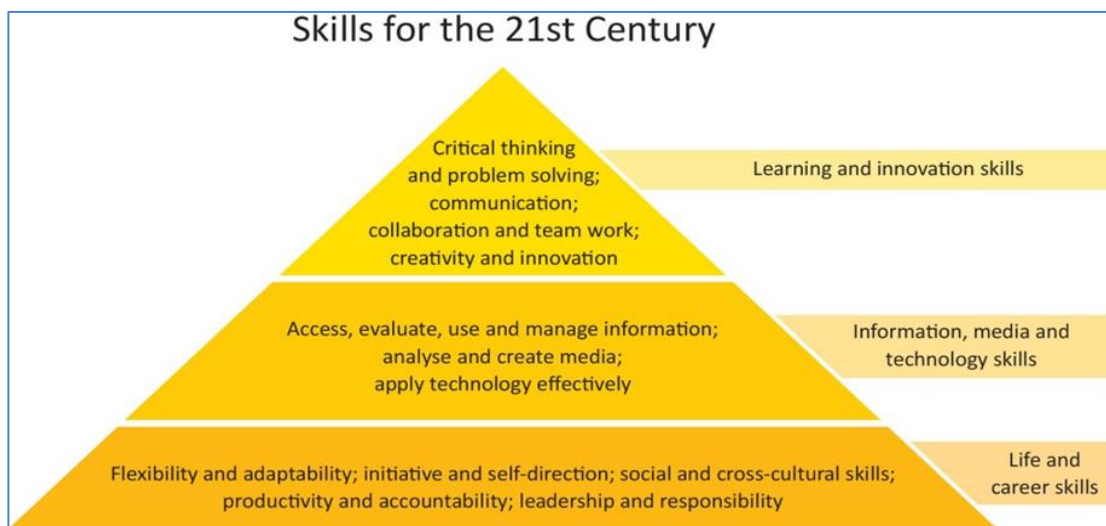 Skills for the 21st Century
Critical thinking
and problem solving;
communication;
collaboration and team work;
creativity and innovation
Learning and innovation skills
Access, evaluate, use and manage information;
analyse and create media;
apply technology effectively
Information, media and
technology skills
Flexibility and adaptability; initiative and self-direction; social and cross-cultural skills;
productivity and accountability; leadership and responsibility
Life and
career skills